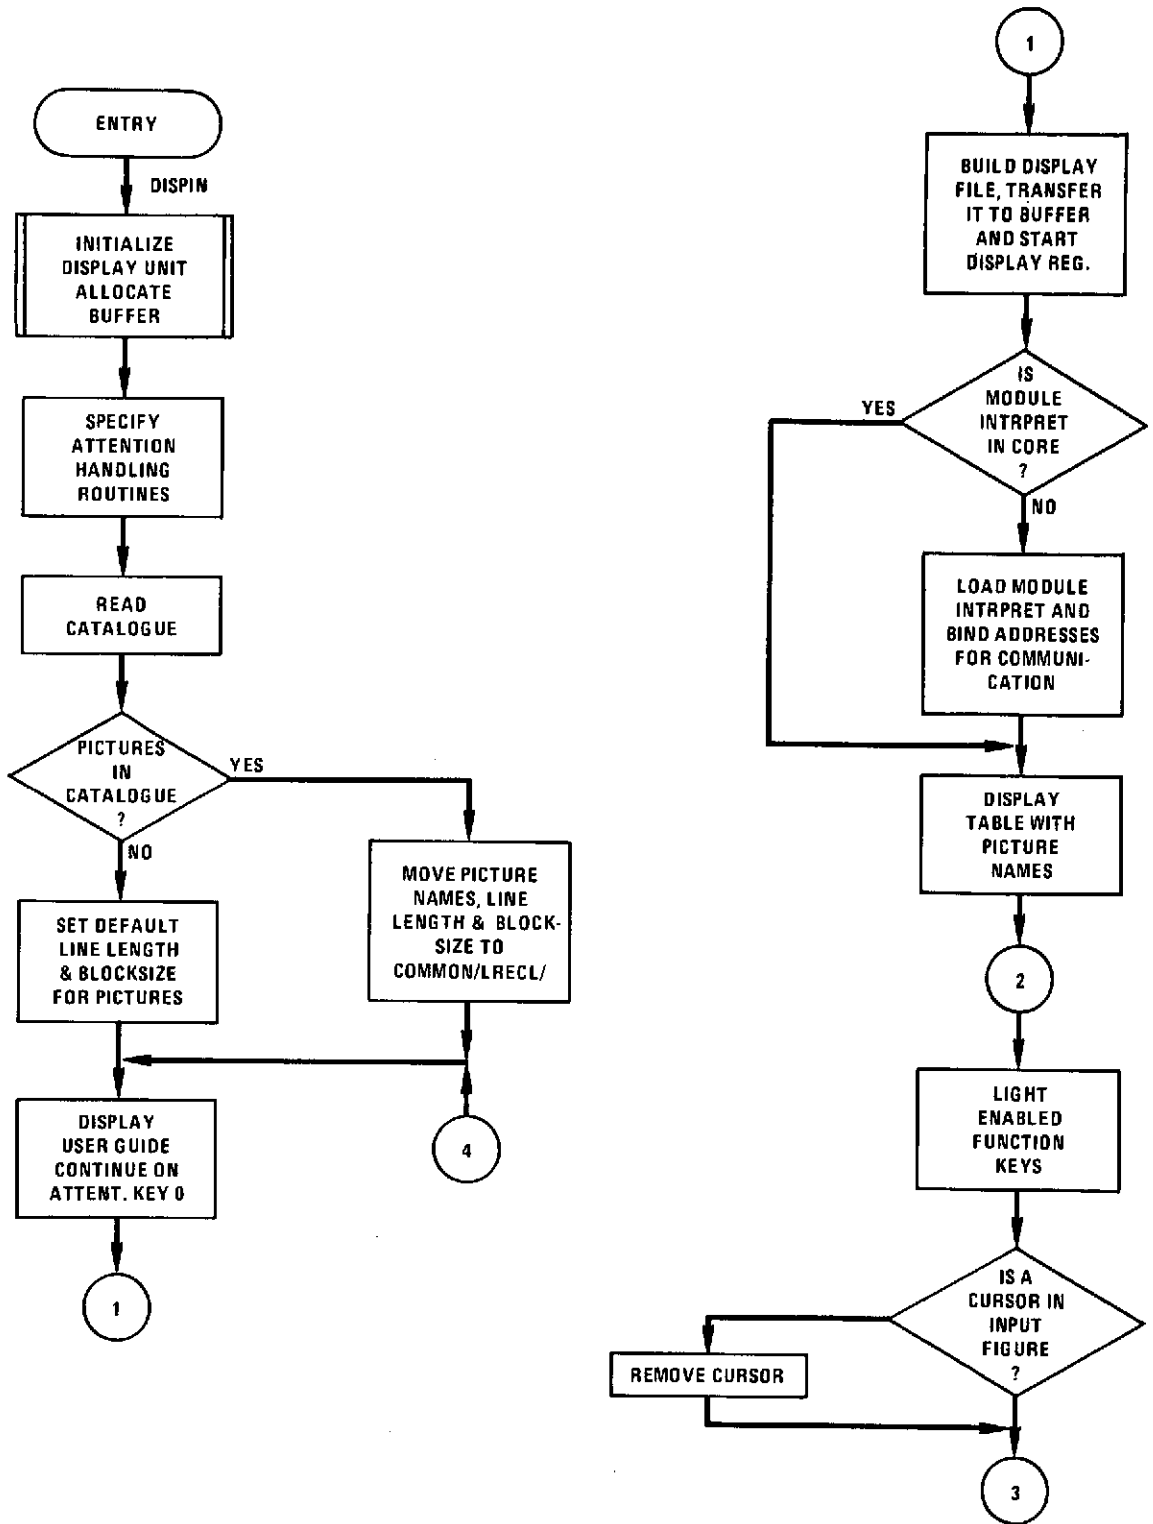 ENTRY
DISPIN
INITIALIZE
DISPLAY UNIT
ALLOCATE
BUFFER
SPECIFY
ATTENTION
HANDLING
ROUTINES
READ
CATALOGUE
PICTURES
IN
CATALOGUE
?
YES
NO
MOVE PICTURE
NAMES, LINE
LENGTH & BLOCK-
SIZE TO
COMMON/LRECL/
SET DEFAULT
LINE LENGTH
& BLOCKSIZE
FOR PICTURES
4
DISPLAY
USER GUIDE
CONTINUE ON
ATTENT. KEY 0
1
1
BUILD DISPLAY
FILE, TRANSFER
IT TO BUFFER
AND START
DISPLAY REG.
IS
MODULE
INTRPRET
IN CORE
?
YES
NO
LOAD MODULE
INTRPRET AND
BIND ADDRESSES
FOR COMMUNI-
CATION
DISPLAY
TABLE WITH
PICTURE
NAMES
2
LIGHT
ENABLED
FUNCTION
KEYS
IS A
CURSOR IN
INPUT
FIGURE
?
REMOVE CURSOR
3